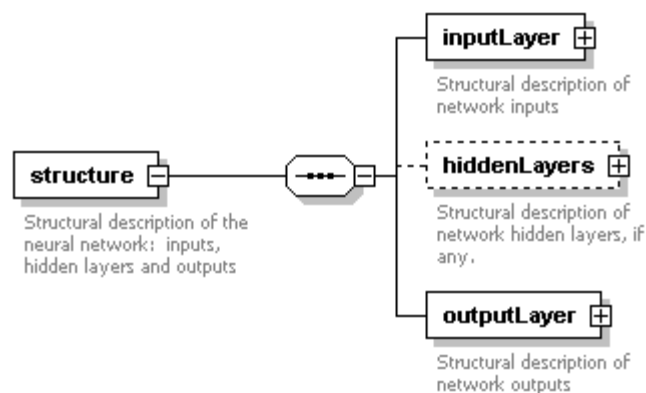 inputLayer
Structural description of
network inputs
structure
Structural description of the
neural network: inputs,
hidden layers and outputs
hiddenLayers
Structural description of
network hidden layers, if
any.
outputLayer
Structural description of
network outputs